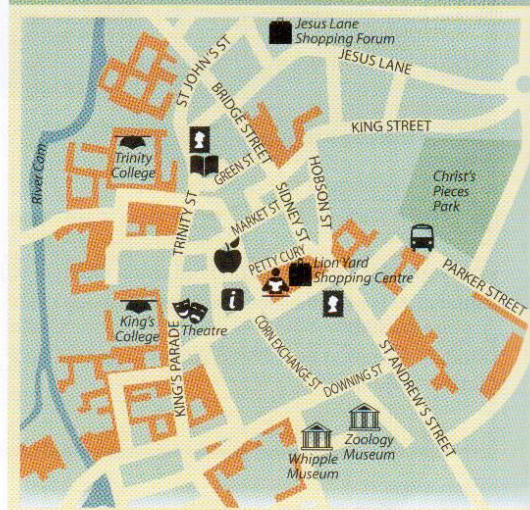 Jesus Lane
Shopping Forum
ST JOHN'S ST
JESUS LANE
BRIDGE STREET
KING STREET
Trinity
College
GREEN ST
River Cam
HOBSON ST
Christ's
Pieces
Park
SIDNEY ST
MARKET ST
TRINITY ST
PETTY CURY
Lion Yard
Shopping Centre
PARKER STREET
i
King's
College
Theatre
KING'S PARADE
CORN EXCHANGE ST
DOWNING ST
ST ANDREW'S STREET
Zoology
Museum
Whipple
Museum